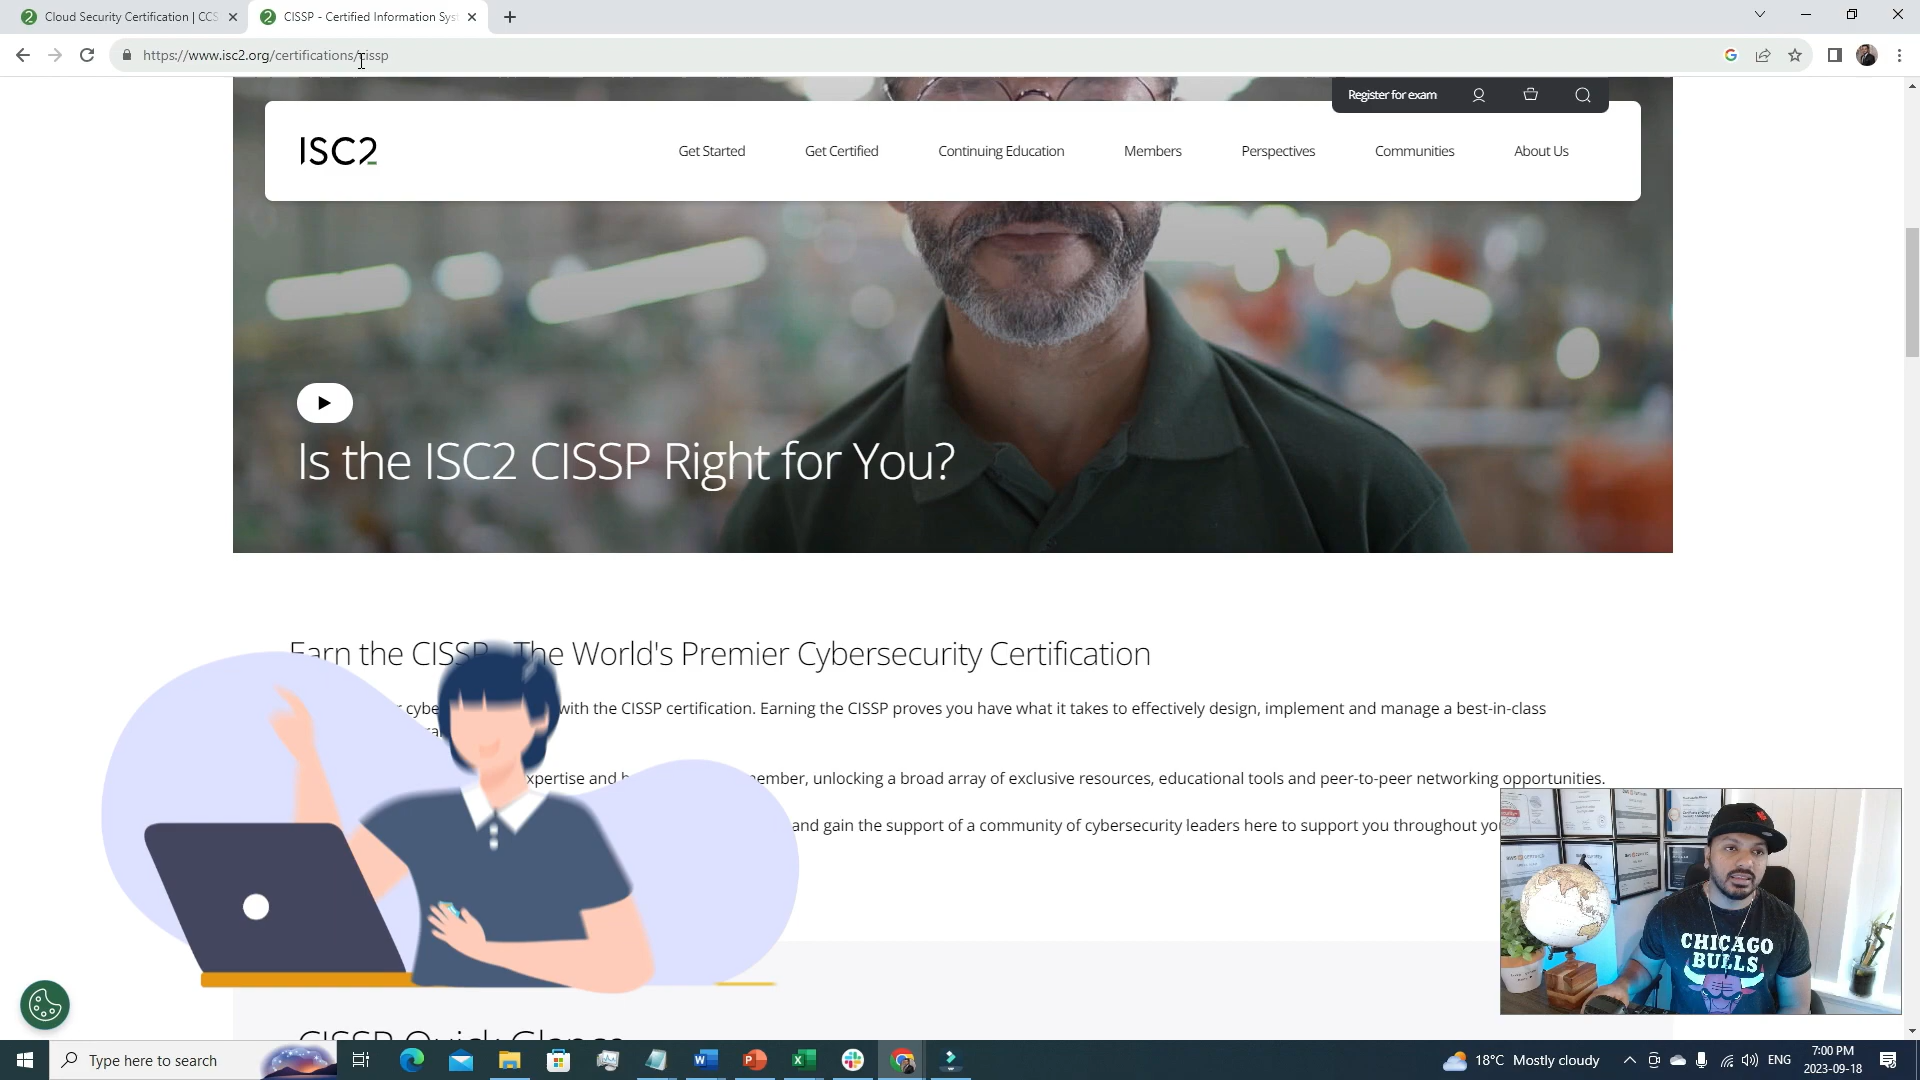 Cloud Security Certification | CCS
CISSP - Certified Information Syst
https://www.isc2.org/certifications/cissp
Register for exam
ISC2
Get Started
Get Certified
Continuing Education
Members
Perspectives
Communities
About Us
Is the ISC2 CISSP Right for You?
Earn the CISSP - The World's Premier Cybersecurity Certification
with the CISSP certification. Earning the CISSP proves you have what it takes to effectively design, implement and manage a best-in-class
expertise and member, unlocking a broad array of exclusive resources, educational tools and peer-to-peer networking opportunities.
and gain the support of a community of cybersecurity leaders here to support you throughout
CISSP Quick Glance
CHICAGO
BULLS
Type here to search
18°C Mostly cloudy
ENG
7:00 PM
2023-09-18